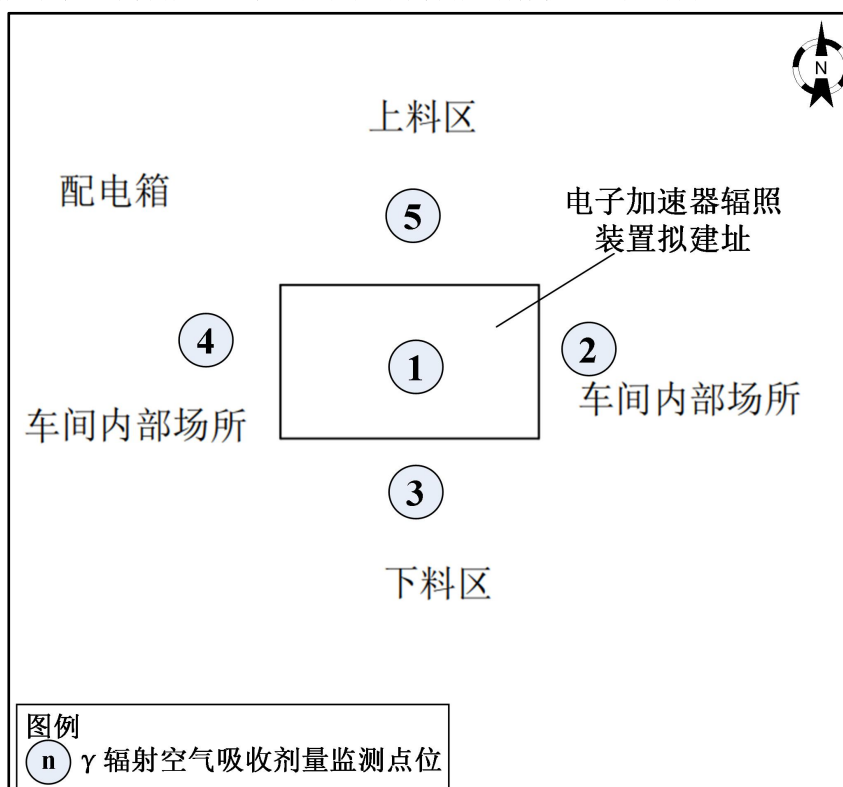 N
上料区
配电箱
5
电子加速器辐照
装置拟建址
4
1
2
车间内部场所
车间内部场所
3
下料区
图例
n γ 辐射空气吸收剂量监测点位